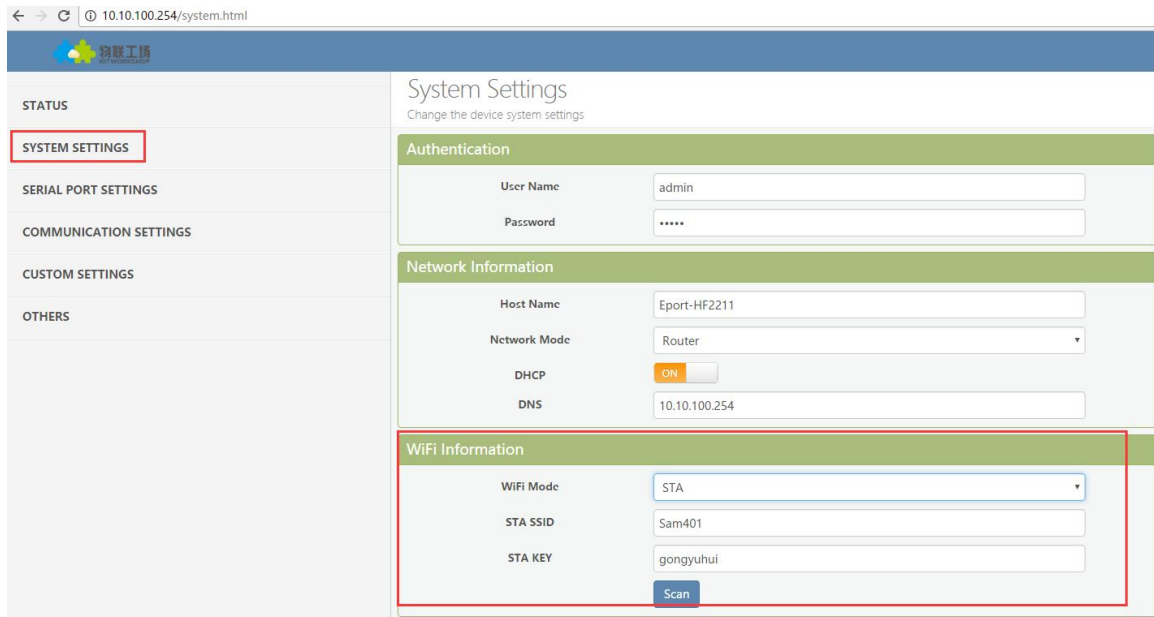 10.10.100.254/system.html
物联工场
IOTWORKSHOP
STATUS
SYSTEM SETTINGS
SERIAL PORT SETTINGS
COMMUNICATION SETTINGS
CUSTOM SETTINGS
OTHERS
System Settings
Change the device system settings
Authentication
User Name admin
Password •••••
Network Information
Host Name Eport-HF2211
Network Mode Router
DHCP ON
DNS 10.10.100.254
WiFi Information
WiFi Mode STA
STA SSID Sam401
STA KEY gongyuhui
Scan